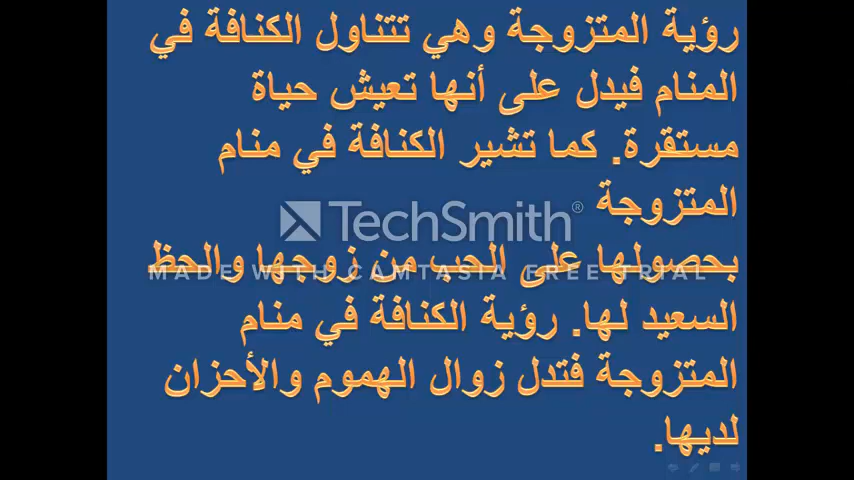 رؤية المتزوجة وهي تتناول الكنافة في
المنام فيدل على أنها تعيش حياة
مستقرة. كما تشير الكنافة في منام
المتزوجة
TechSmith®
بحصولها على الحب من زوجها والحظ
MADE WITH CAMTASIA FREE TRIAL
السعيد لها. رؤية الكنافة في منام
المتزوجة فتدل زوال الهموم والأحزان
لديها.